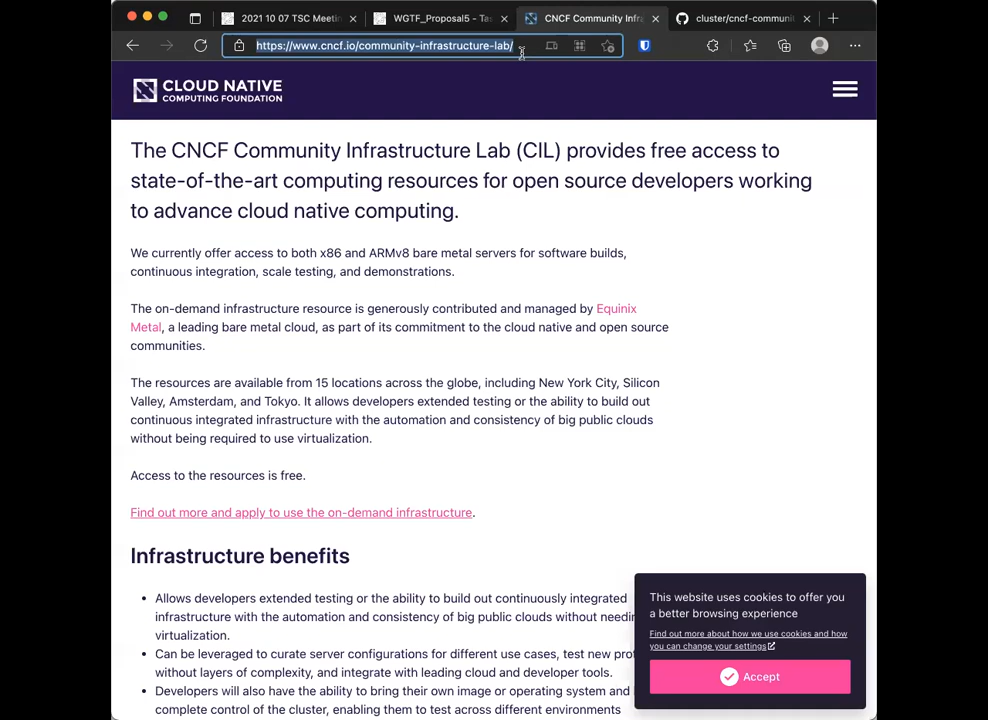 2021 10 07 TSC Meetin
WGTF_Proposal5 - Tas
CNCF Community Infra
cluster/cncf-communit
https://www.cncf.io/community-infrastructure-lab/
CLOUD NATIVE
COMPUTING FOUNDATION
The CNCF Community Infrastructure Lab (CIL) provides free access to
state-of-the-art computing resources for open source developers working
to advance cloud native computing.
We currently offer access to both x86 and ARMv8 bare metal servers for software builds,
continuous integration, scale testing, and demonstrations.
The on-demand infrastructure resource is generously contributed and managed by Equinix
Metal, a leading bare metal cloud, as part of its commitment to the cloud native and open source
communities.
The resources are available from 15 locations across the globe, including New York City, Silicon
Valley, Amsterdam, and Tokyo. It allows developers extended testing or the ability to build out
continuous integrated infrastructure with the automation and consistency of big public clouds
without being required to use virtualization.
Access to the resources is free.
Find out more and apply to use the on-demand infrastructure.
Infrastructure benefits
• Allows developers extended testing or the ability to build out continuously integrated
infrastructure with the automation and consistency of big public clouds without needin
virtualization.
• Can be leveraged to curate server configurations for different use cases, test new prot
without layers of complexity, and integrate with leading cloud and developer tools.
• Developers will also have the ability to bring their own image or operating system and
complete control of the cluster, enabling them to test across different environments
This website uses cookies to offer you
a better browsing experience
Find out more about how we use cookies and how
you can change your settings
Accept